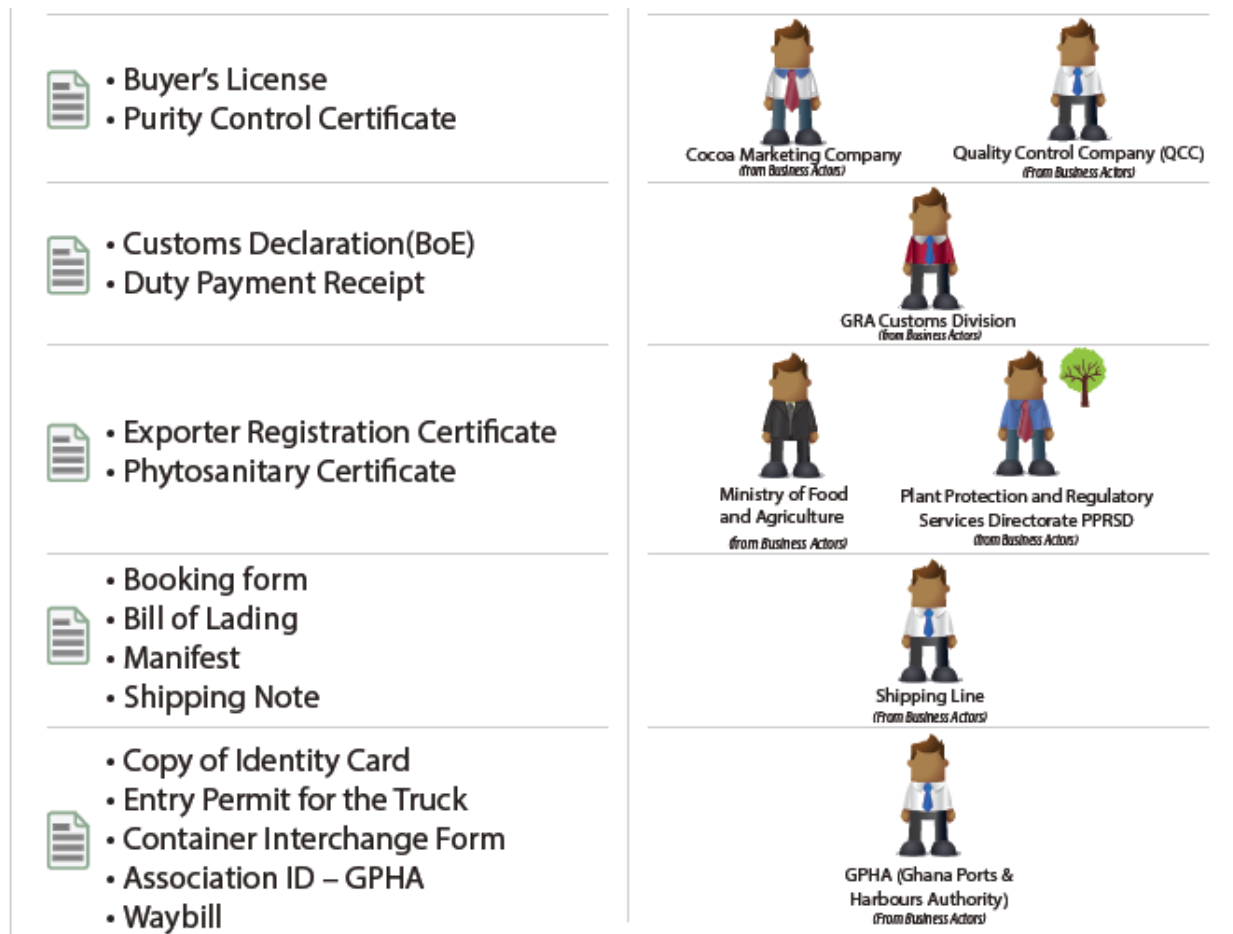 • Buyer's License
• Purity Control Certificate
Cocoa Marketing Company
(from Business Actors)
Quality Control Company (QCC)
(From Business Actors)
• Customs Declaration(BoE)
• Duty Payment Receipt
GRA Customs Division
(from Business Actors)
• Exporter Registration Certificate
• Phytosanitary Certificate
Ministry of Food
and Agriculture
(from Business Actors)
Plant Protection and Regulatory
Services Directorate PPRSD
(from Business Actors)
• Booking form
• Bill of Lading
• Manifest
• Shipping Note
Shipping Line
(From Business Actors)
• Copy of Identity Card
• Entry Permit for the Truck
• Container Interchange Form
• Association ID – GPHA
• Waybill
GPHA (Ghana Ports &
Harbours Authority)
(From Business Actors)